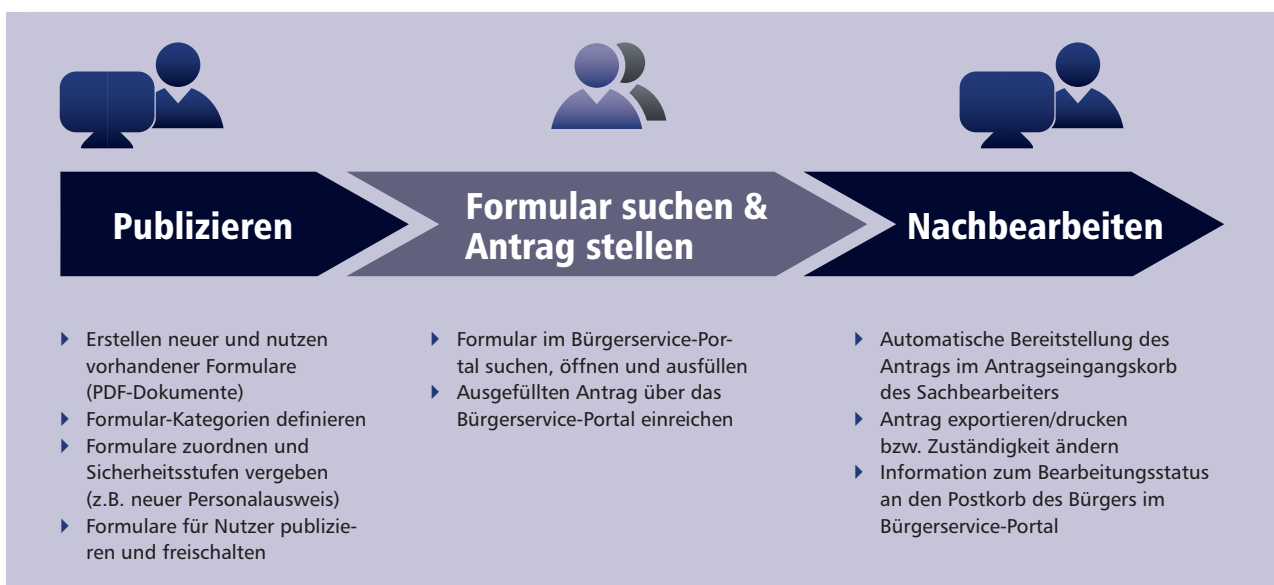 Publizieren
Formular suchen &
Antrag stellen
Nachbearbeiten
Erstellen neuer und nutzen
vorhandener Formulare
(PDF-Dokumente)
Formular-Kategorien definieren
Formulare zuordnen und
Sicherheitsstufen vergeben
(z.B. neuer Personalausweis)
Formulare für Nutzer publizie-
ren und freischalten
Formular im Bürgerservice-Por-
tal suchen, öffnen und ausfüllen
Ausgefüllten Antrag über das
Bürgerservice-Portal einreichen
Automatische Bereitstellung des
Antrags im Antragseingangskorb
des Sachbearbeiters
Antrag exportieren/drucken
bzw. Zuständigkeit ändern
Information zum Bearbeitungsstatus
an den Postkorb des Bürgers im
Bürgerservice-Portal